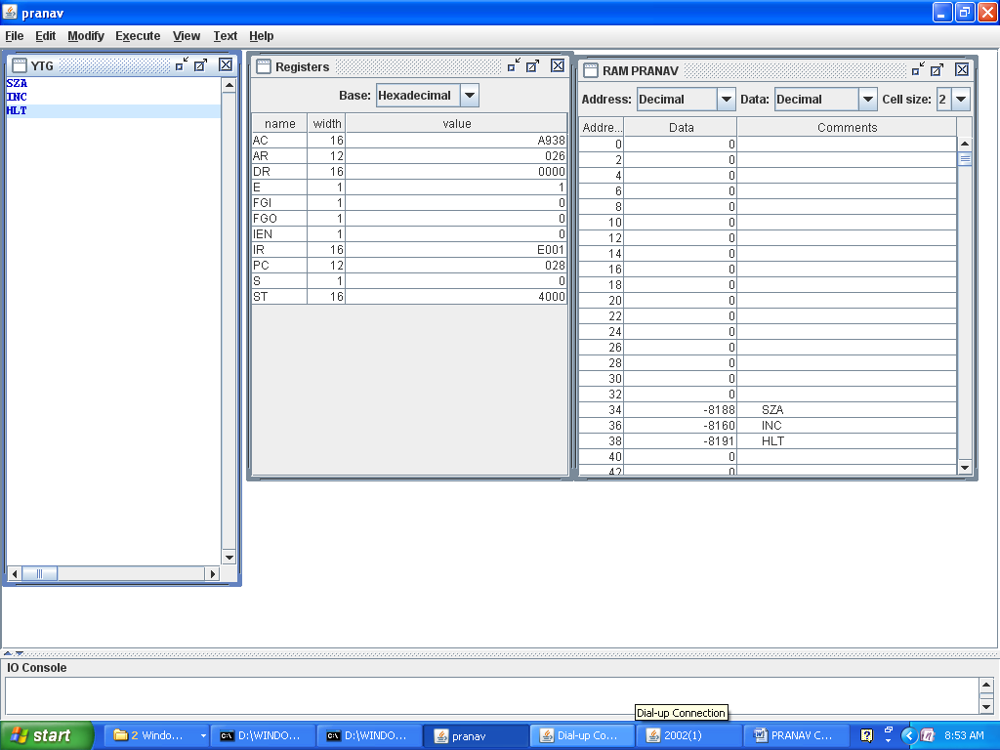 pranav
File Edit Modify Execute View Text Help
YTG
SZA
INC
HLT
Registers
Base: Hexadecimal
name width value
AC 16 A938
AR 12 026
DR 16 0000
E 1 1
FGI 1 0
FGO 1 0
IEN 1 0
IR 16 E001
PC 12 028
S 1 0
ST 16 4000
RAM PRANAV
Address: Decimal Data: Decimal Cell size: 2
Addre... Data Comments
0 0
2 0
4 0
6 0
8 0
10 0
12 0
14 0
16 0
18 0
20 0
22 0
24 0
26 0
28 0
30 0
32 0
34 -8188 SZA
36 -8160 INC
38 -8191 HLT
40 0
42 0
IO Console
Dial-up Connection
start 2 Windo... D:\WINDO... D:\WINDO... pranav Dial-up Co... 2002(1) PRANAV C... 8:53 AM